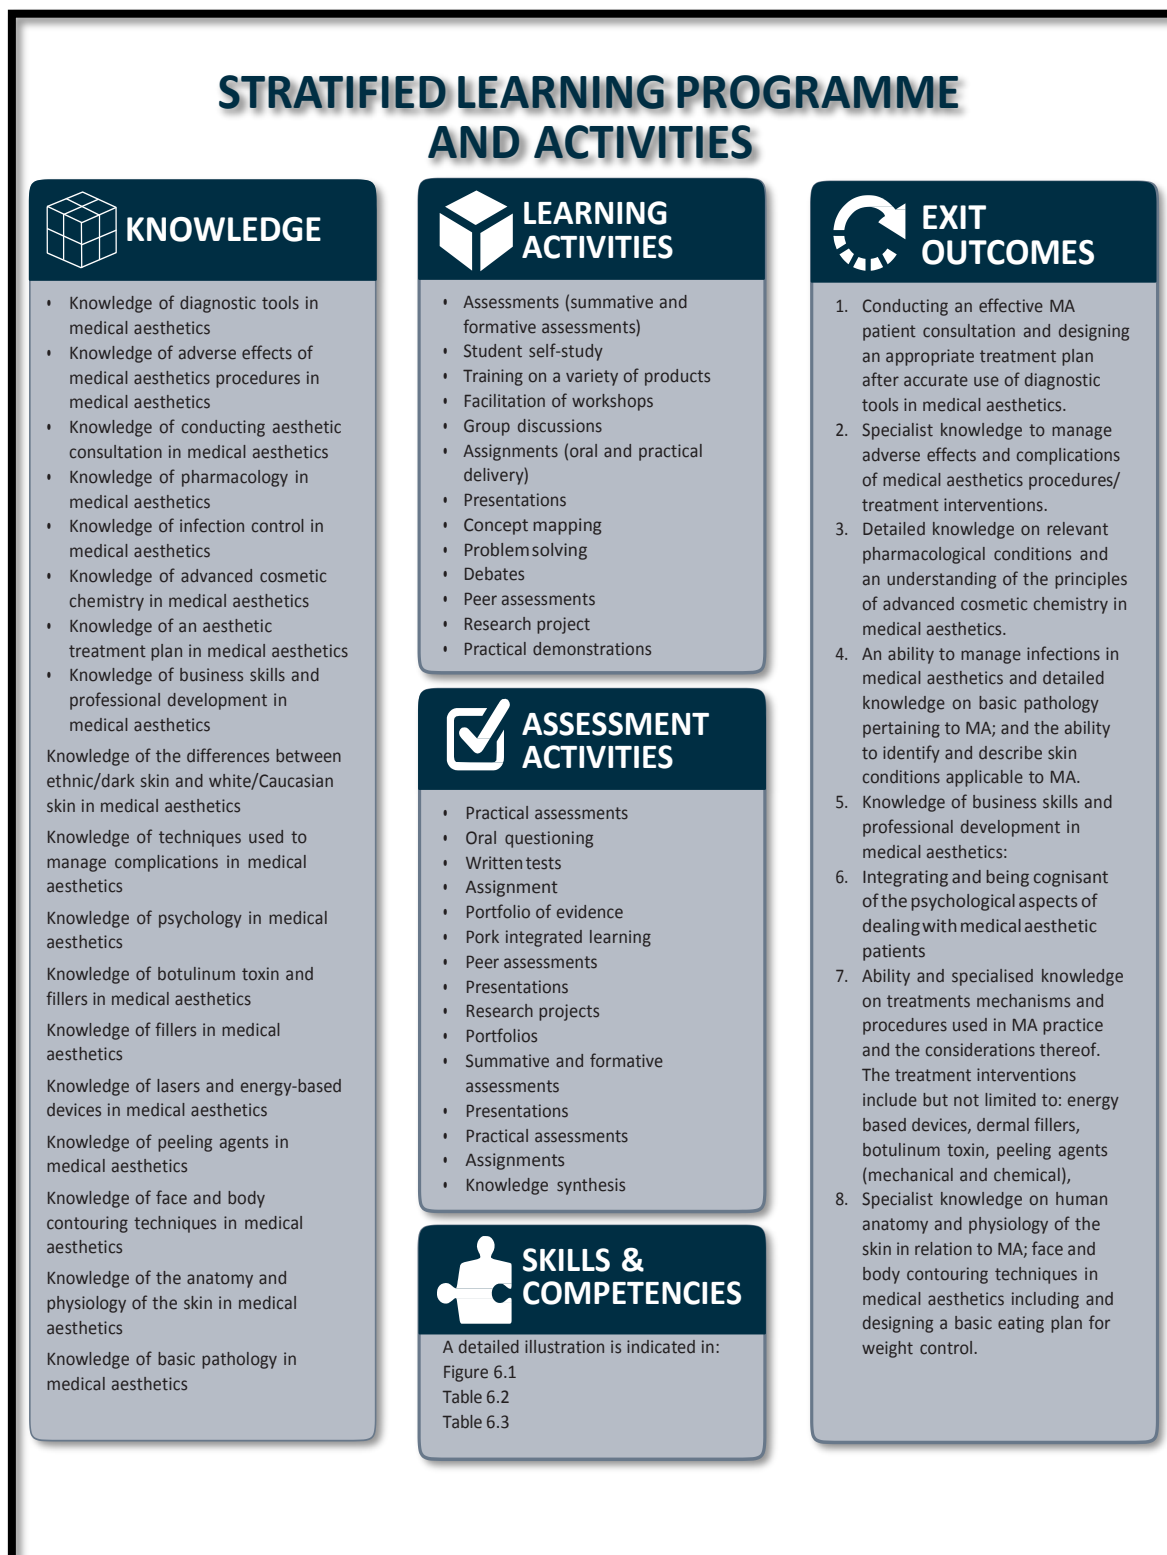 STRATIFIED LEARNING PROGRAMME
AND ACTIVITIES
KNOWLEDGE
• Knowledge of diagnostic tools in
medical aesthetics
• Knowledge of adverse effects of
medical aesthetics procedures in
medical aesthetics
• Knowledge of conducting aesthetic
consultation in medical aesthetics
• Knowledge of pharmacology in
medical aesthetics
• Knowledge of infection control in
medical aesthetics
• Knowledge of advanced cosmetic
chemistry in medical aesthetics
• Knowledge of an aesthetic
treatment plan in medical aesthetics
• Knowledge of business skills and
professional development in
medical aesthetics
Knowledge of the differences between
ethnic/dark skin and white/Caucasian
skin in medical aesthetics
Knowledge of techniques used to
manage complications in medical
aesthetics
Knowledge of psychology in medical
aesthetics
Knowledge of botulinum toxin and
fillers in medical aesthetics
Knowledge of fillers in medical
aesthetics
Knowledge of lasers and energy-based
devices in medical aesthetics
Knowledge of peeling agents in
medical aesthetics
Knowledge of face and body
contouring techniques in medical
aesthetics
Knowledge of the anatomy and
physiology of the skin in medical
aesthetics
Knowledge of basic pathology in
medical aesthetics
LEARNING
ACTIVITIES
• Assessments (summative and
formative assessments)
• Student self-study
• Training on a variety of products
• Facilitation of workshops
• Group discussions
• Assignments (oral and practical
delivery)
• Presentations
• Concept mapping
• Problem solving
• Debates
• Peer assessments
• Research project
• Practical demonstrations
ASSESSMENT
ACTIVITIES
• Practical assessments
• Oral questioning
• Written tests
• Assignment
• Portfolio of evidence
• Pork integrated learning
• Peer assessments
• Presentations
• Research projects
• Portfolios
• Summative and formative
assessments
• Presentations
• Practical assessments
• Assignments
• Knowledge synthesis
SKILLS &
COMPETENCIES
A detailed illustration is indicated in:
Figure 6.1
Table 6.2
Table 6.3
EXIT
OUTCOMES
1. Conducting an effective MA
patient consultation and designing
an appropriate treatment plan
after accurate use of diagnostic
tools in medical aesthetics.
2. Specialist knowledge to manage
adverse effects and complications
of medical aesthetics procedures/
treatment interventions.
3. Detailed knowledge on relevant
pharmacological conditions and
an understanding of the principles
of advanced cosmetic chemistry in
medical aesthetics.
4. An ability to manage infections in
medical aesthetics and detailed
knowledge on basic pathology
pertaining to MA; and the ability
to identify and describe skin
conditions applicable to MA.
5. Knowledge of business skills and
professional development in
medical aesthetics:
6. Integrating and being cognisant
of the psychological aspects of
dealing with medical aesthetic
patients
7. Ability and specialised knowledge
on treatments mechanisms and
procedures used in MA practice
and the considerations thereof.
The treatment interventions
include but not limited to: energy
based devices, dermal fillers,
botulinum toxin, peeling agents
(mechanical and chemical),
8. Specialist knowledge on human
anatomy and physiology of the
skin in relation to MA; face and
body contouring techniques in
medical aesthetics including and
designing a basic eating plan for
weight control.